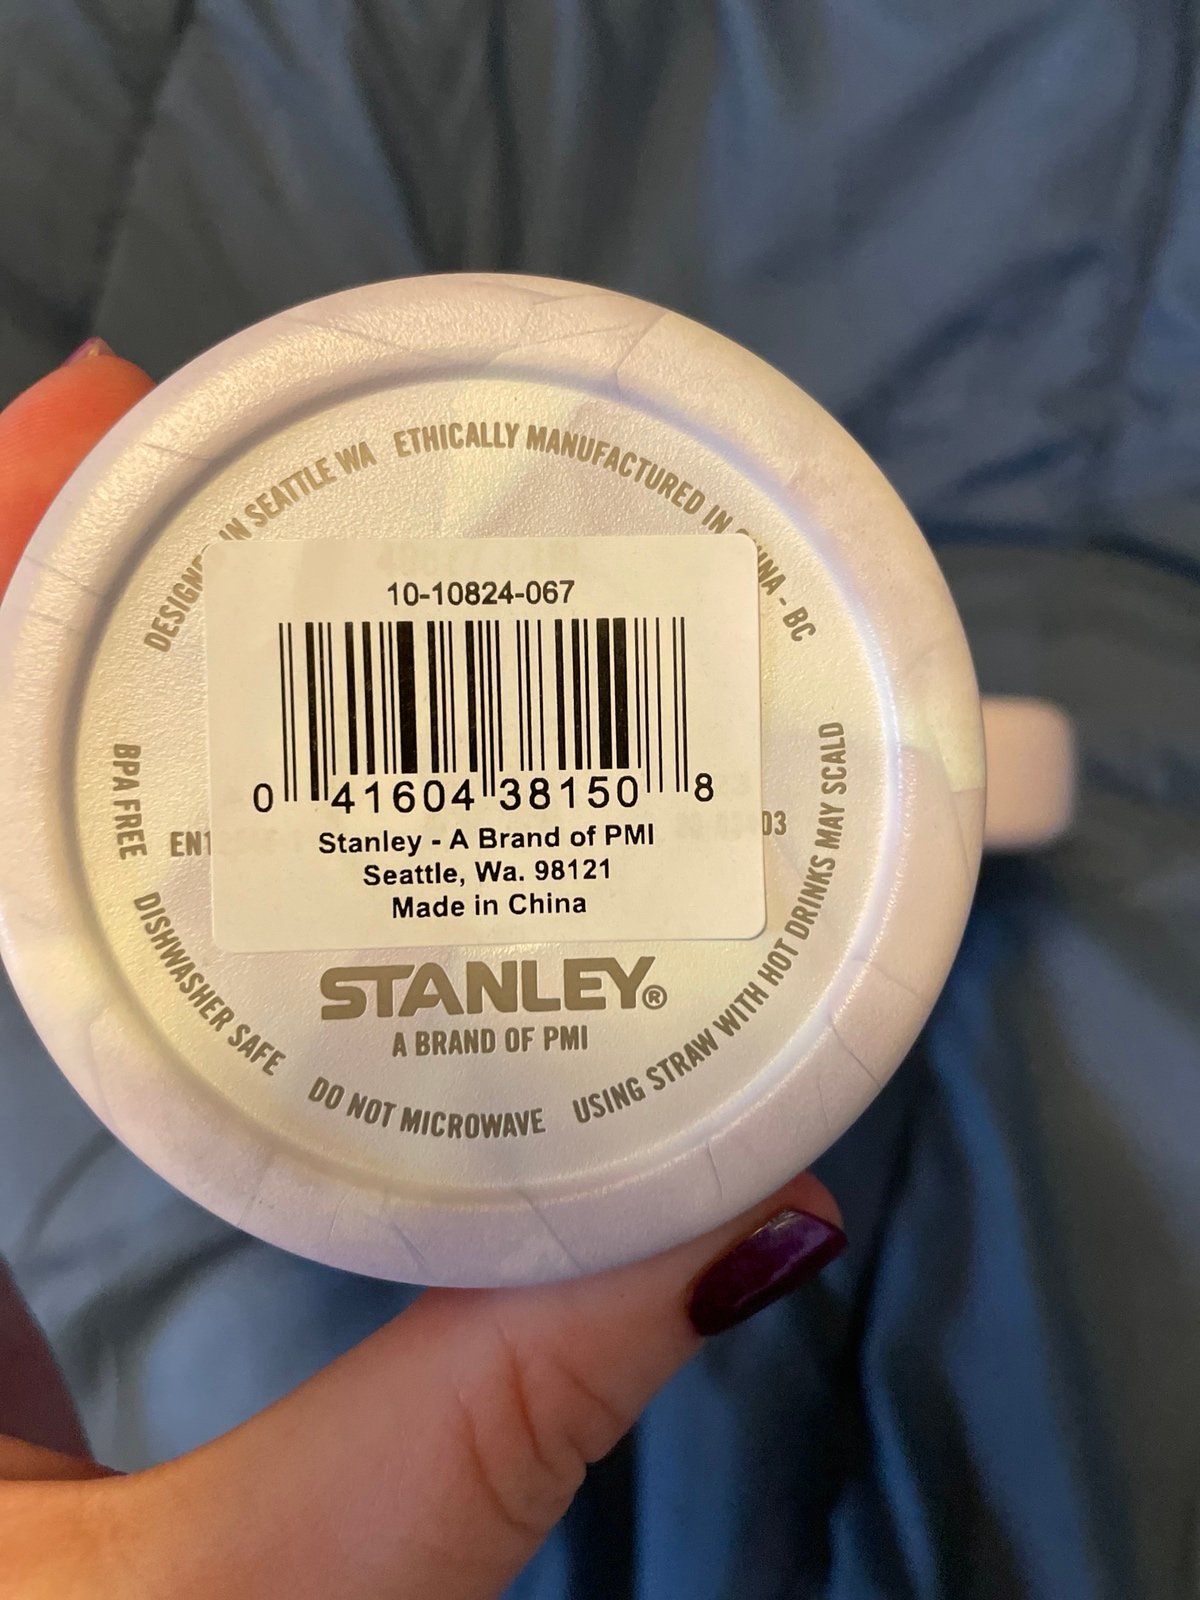 DESIGNED IN SEATTLE WA ETHICALLY MANUFACTURED IN CHINA - BC
10-10824-067
0 41604 38150 8
Stanley - A Brand of PMI
Seattle, Wa. 98121
Made in China
STANLEY®
A BRAND OF PMI
BPA FREE
DISHWASHER SAFE
DO NOT MICROWAVE
USING STRAW WITH HOT DRINKS MAY SCALD